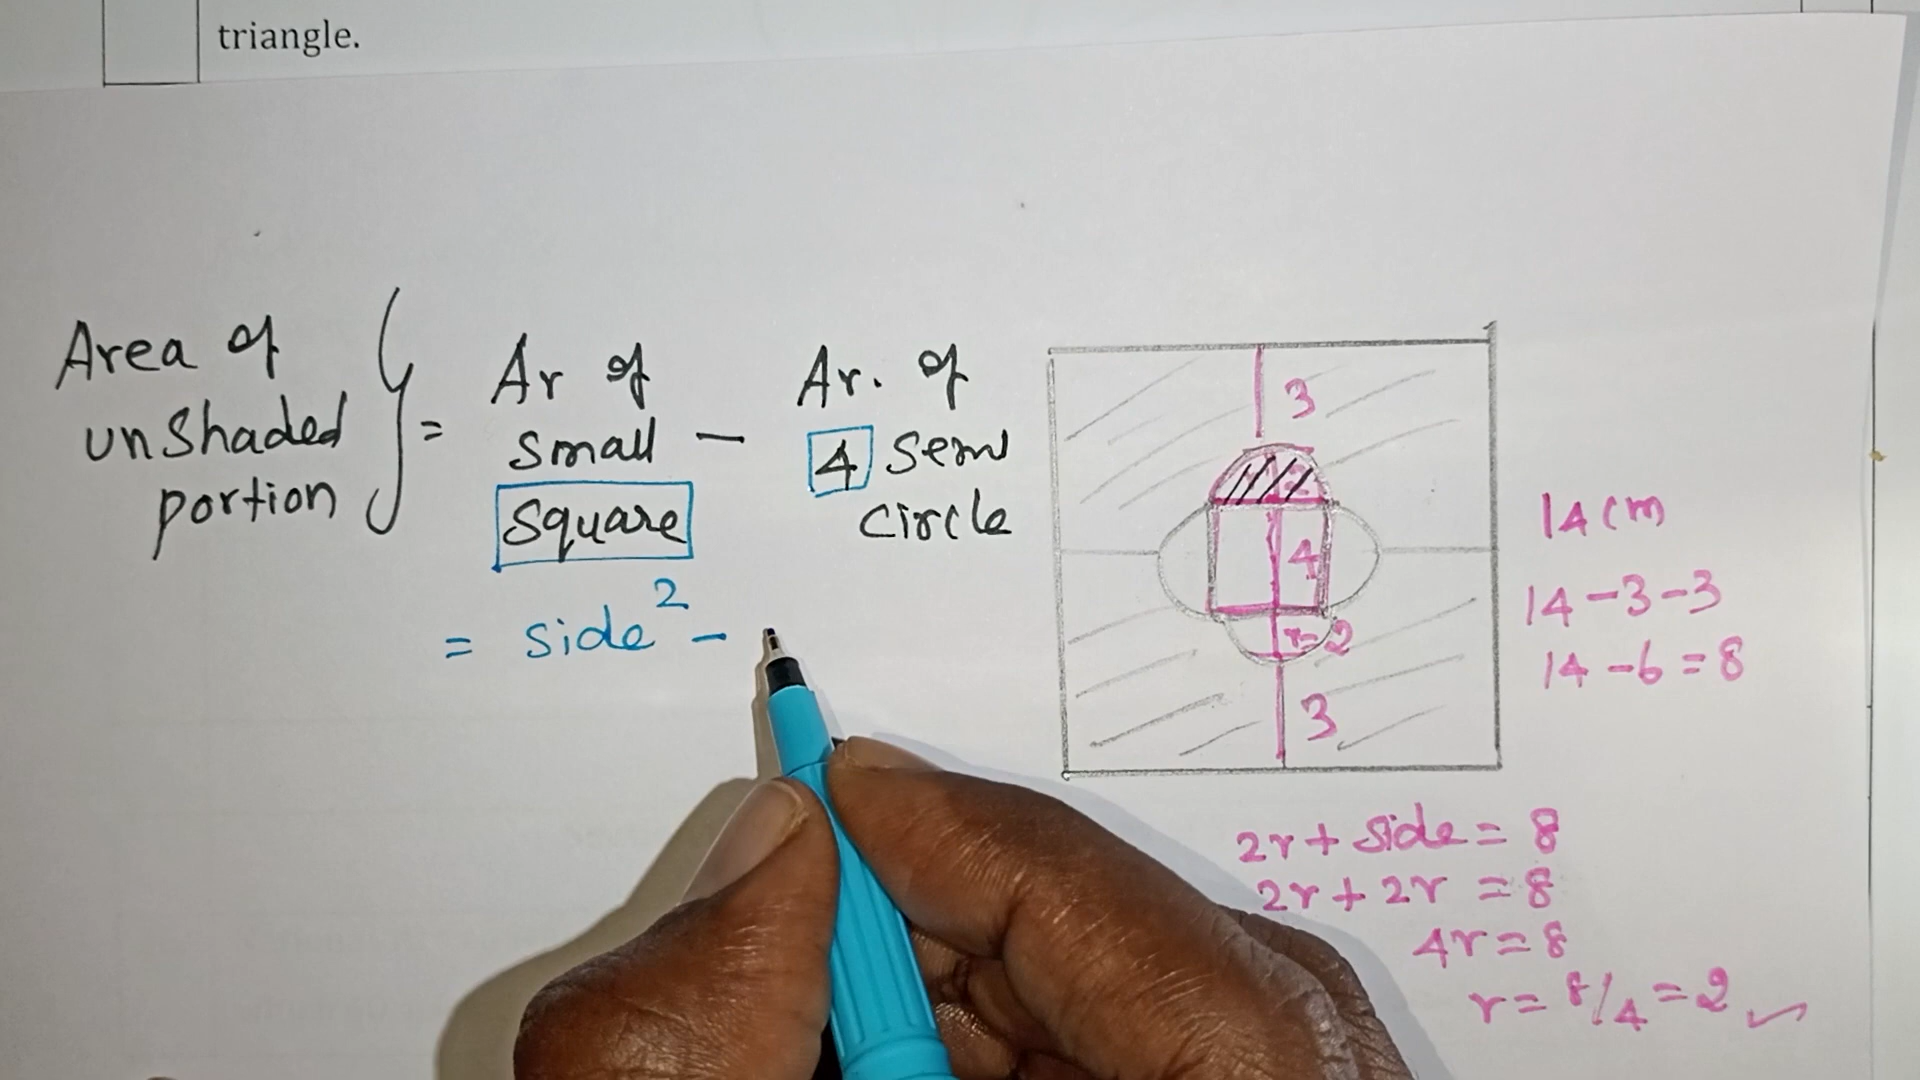 triangle.
Area of
unshaded
portion
= Ar of
small
square
- Ar. of
4 semi
circle
= side² -
3
2
4
r=2
3
14 cm
14-3-3
14-6=8
2r+side=8
2r+2r=8
4r=8
r=8/4=2 ✓